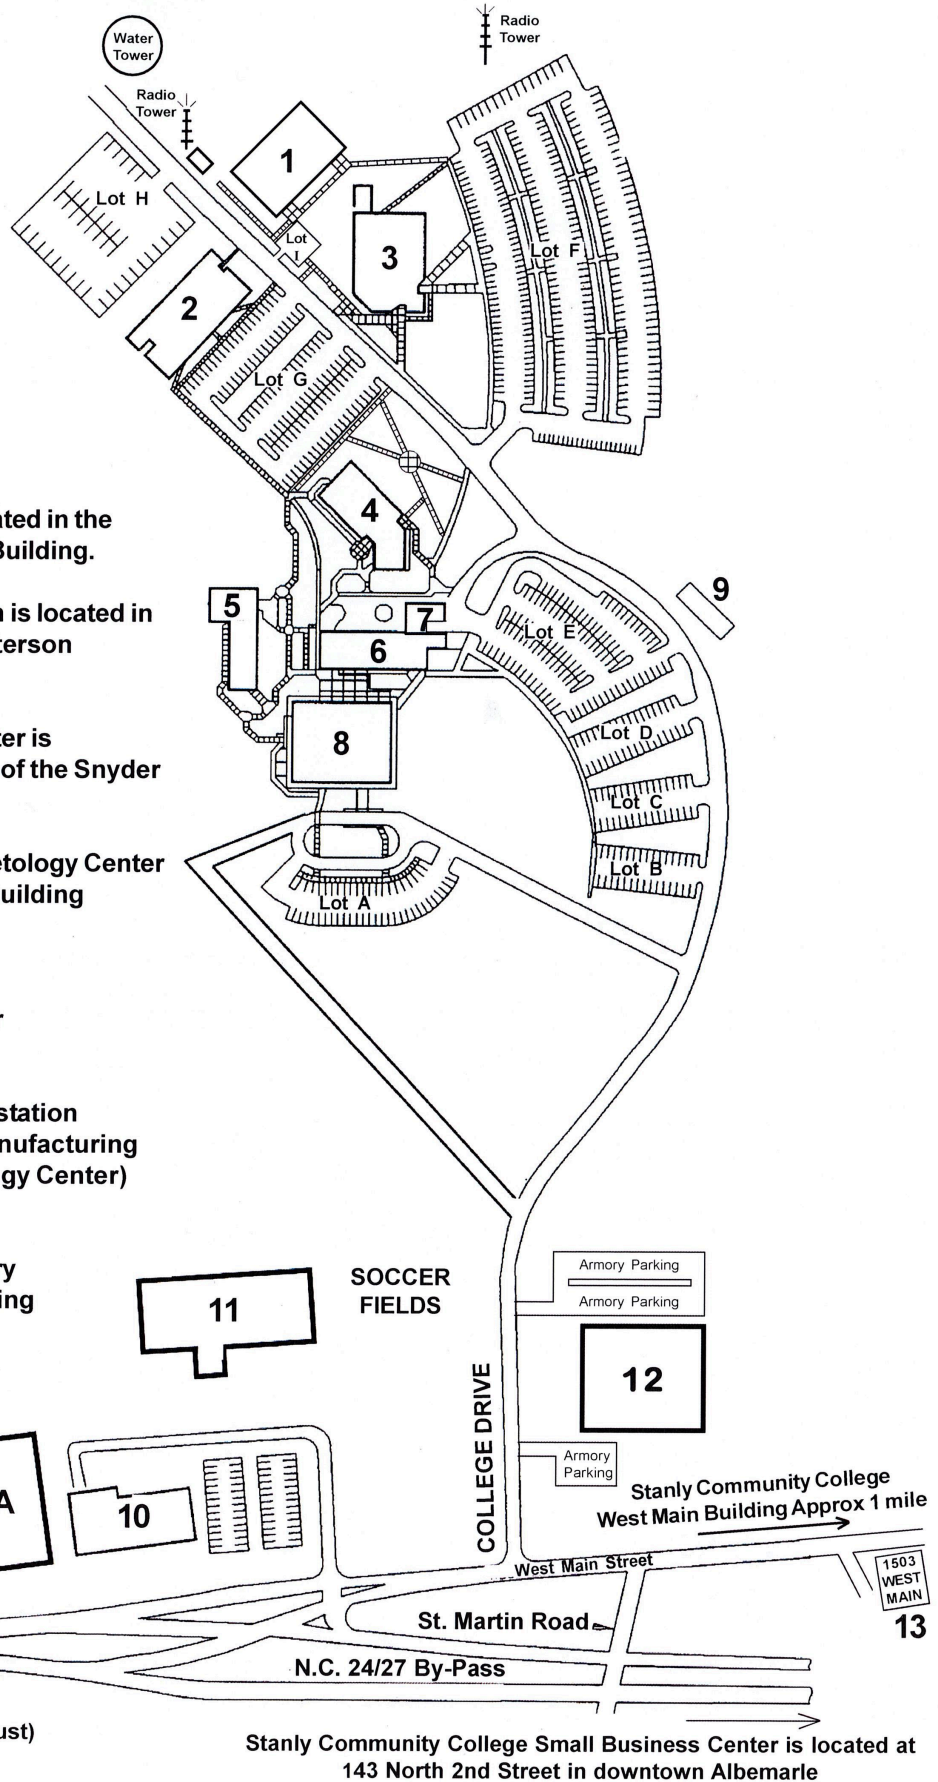 Water
Tower
Radio
Tower
Radio
Tower
1
Lot H
Lot
I
3
Lot F
2
Lot G
4
ated in the
Building.
n is located in
terson
ter is
of the Snyder
etology Center
uilding
station
nufacturing
gy Center)
ry
ing
5
7
6
9
Lot E
8
Lot D
Lot C
Lot B
Lot A
11
SOCCER
FIELDS
Armory Parking
Armory Parking
12
COLLEGE DRIVE
Armory
Parking
A
10
Stanly Community College
West Main Building Approx 1 mile
West Main Street
1503
WEST
MAIN
13
St. Martin Road
N.C. 24/27 By-Pass
ust)
Stanly Community College Small Business Center is located at
143 North 2nd Street in downtown Albemarle